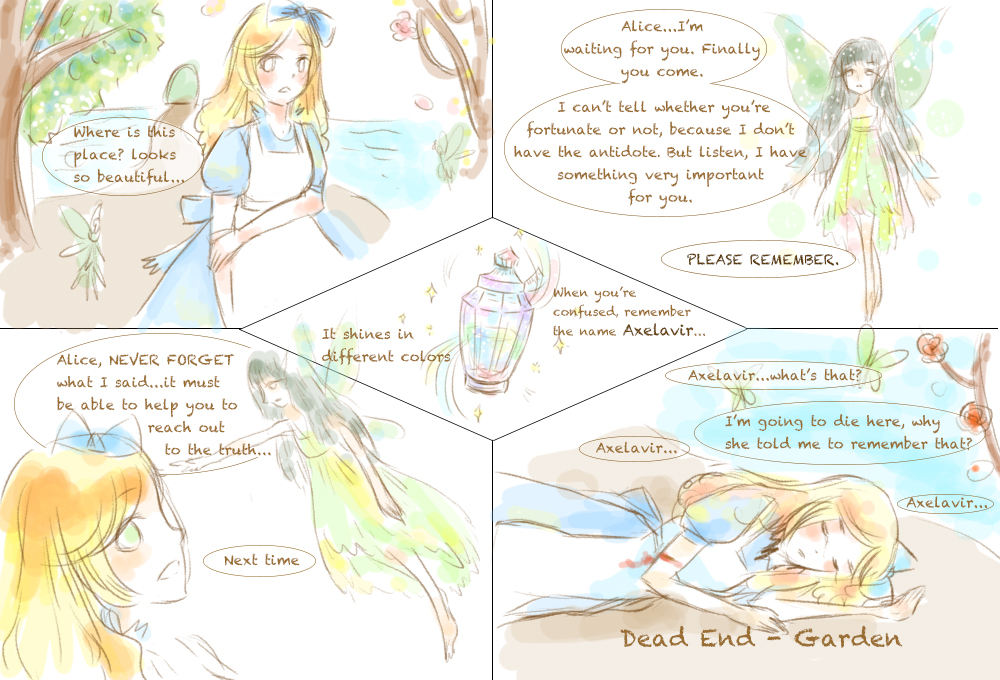 Where is this
place? looks
so beautiful...
Alice...I'm
waiting for you. Finally
you come.
I can't tell whether you're
fortunate or not, because I don't
have the antidote. But listen, I have
something very important
for you.
PLEASE REMEMBER.
It shines in
different colors
When you're
confused, remember
the name Axelavir...
Alice, NEVER FORGET
what I said...it must
be able to help you to
reach out
to the truth...
Next time
Axelavir...what's that?
I'm going to die here, why
she told me to remember that?
Axelavir...
Axelavir...
Dead End - Garden